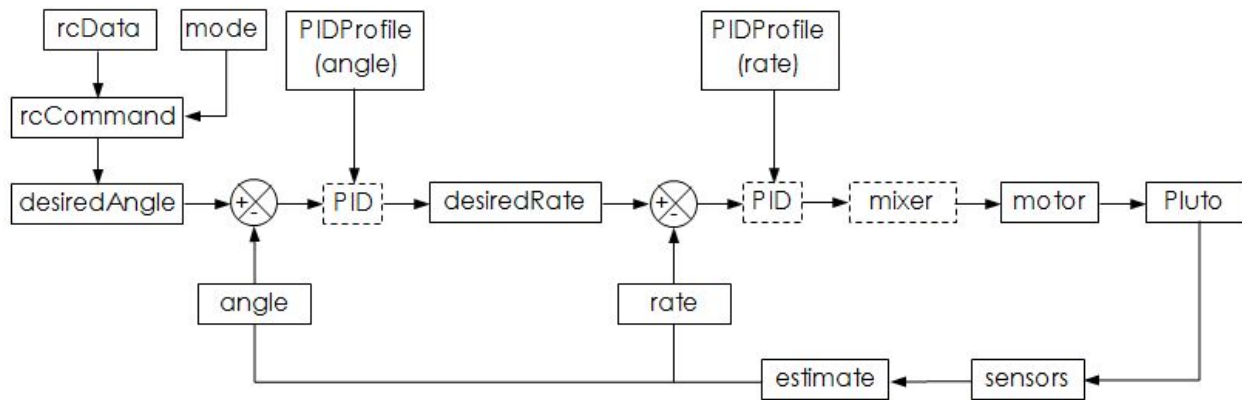 rcData
mode
PIDProfile
(angle)
PIDProfile
(rate)
rcCommand
desiredAngle
+
-
PID
desiredRate
+
-
PID
mixer
motor
Pluto
angle
rate
estimate
sensors